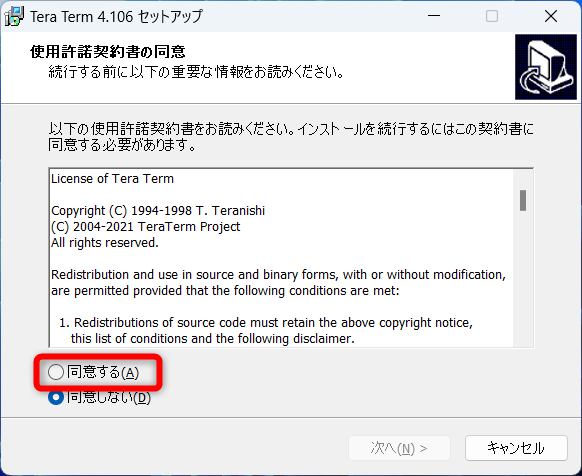 Tera Term 4.106 セットアップ
使用許諾契約書の同意
続行する前に以下の重要な情報をお読みください。
以下の使用許諾契約書をお読みください。インストールを続行するにはこの契約書に
同意する必要があります。
License of Tera Term
Copyright (C) 1994-1998 T. Teranishi
(C) 2004-2021 TeraTerm Project
All rights reserved.
Redistribution and use in source and binary forms, with or without modification,
are permitted provided that the following conditions are met:
1. Redistributions of source code must retain the above copyright notice,
this list of conditions and the following disclaimer.
同意する(A)
同意しない(D)
次へ(N) >
キャンセル